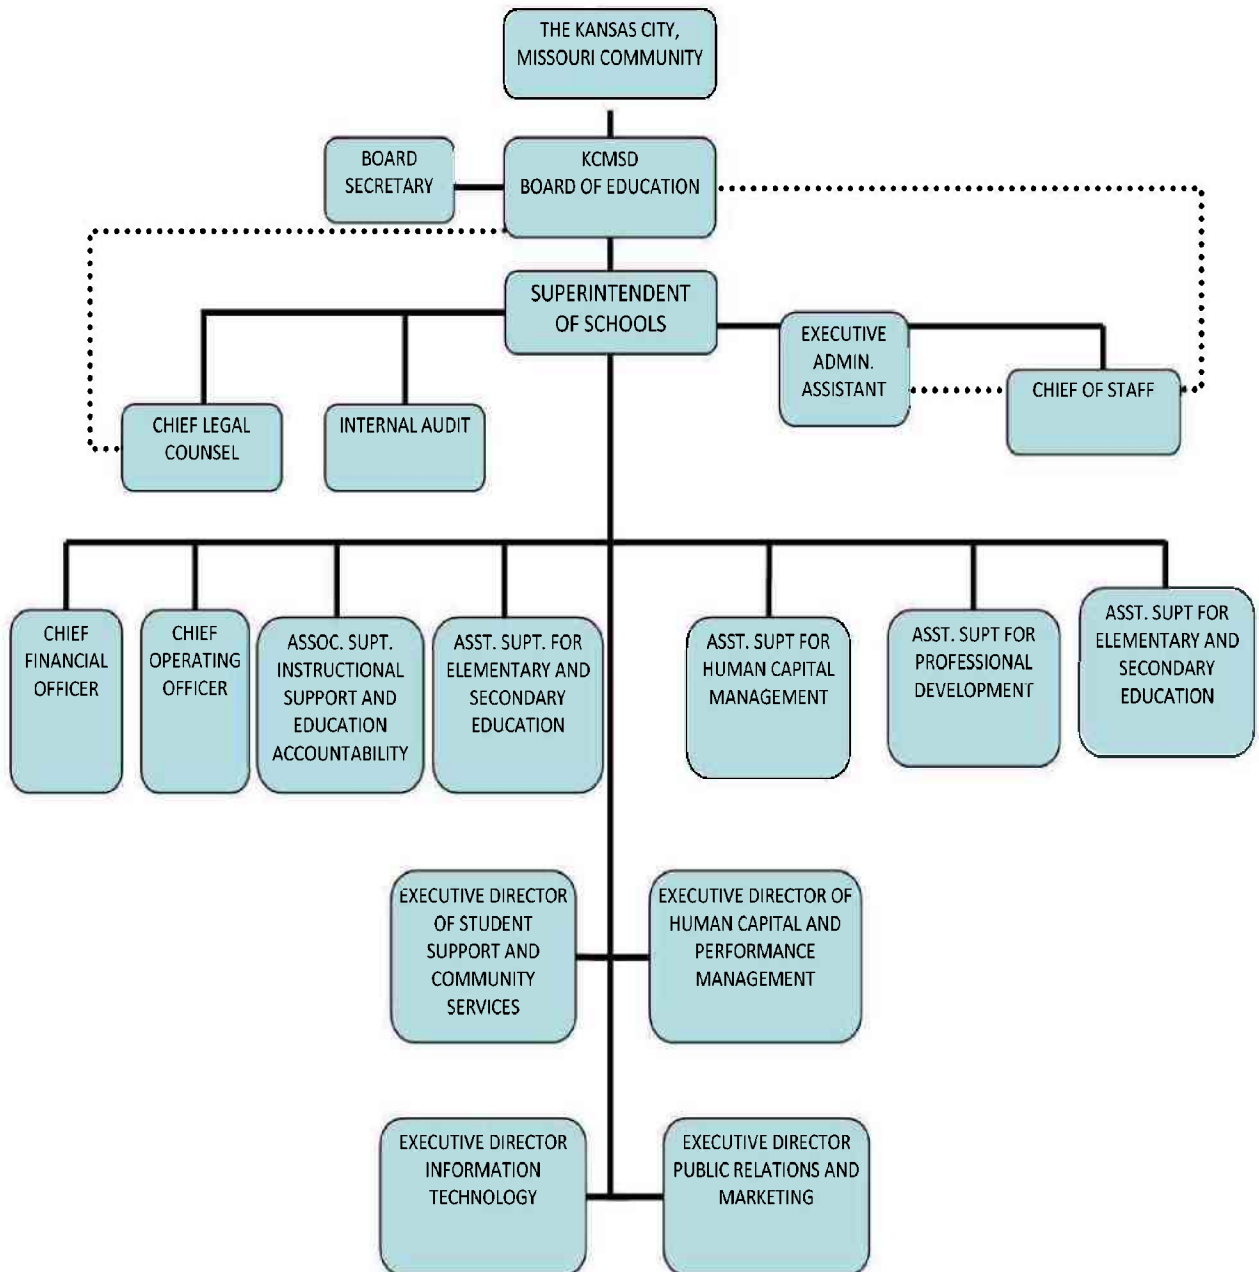 THE KANSAS CITY,
MISSOURI COMMUNITY
BOARD
SECRETARY
KCMSD
BOARD OF EDUCATION
SUPERINTENDENT
OF SCHOOLS
EXECUTIVE
ADMIN.
ASSISTANT
CHIEF OF STAFF
CHIEF LEGAL
COUNSEL
INTERNAL AUDIT
CHIEF
FINANCIAL
OFFICER
CHIEF
OPERATING
OFFICER
ASSOC. SUPT.
INSTRUCTIONAL
SUPPORT AND
EDUCATION
ACCOUNTABILITY
ASST. SUPT. FOR
ELEMENTARY AND
SECONDARY
EDUCATION
ASST. SUPT FOR
HUMAN CAPITAL
MANAGEMENT
ASST. SUPT FOR
PROFESSIONAL
DEVELOPMENT
ASST. SUPT FOR
ELEMENTARY AND
SECONDARY
EDUCATION
EXECUTIVE DIRECTOR
OF STUDENT
SUPPORT AND
COMMUNITY
SERVICES
EXECUTIVE DIRECTOR OF
HUMAN CAPITAL AND
PERFORMANCE
MANAGEMENT
EXECUTIVE DIRECTOR
INFORMATION
TECHNOLOGY
EXECUTIVE DIRECTOR
PUBLIC RELATIONS AND
MARKETING